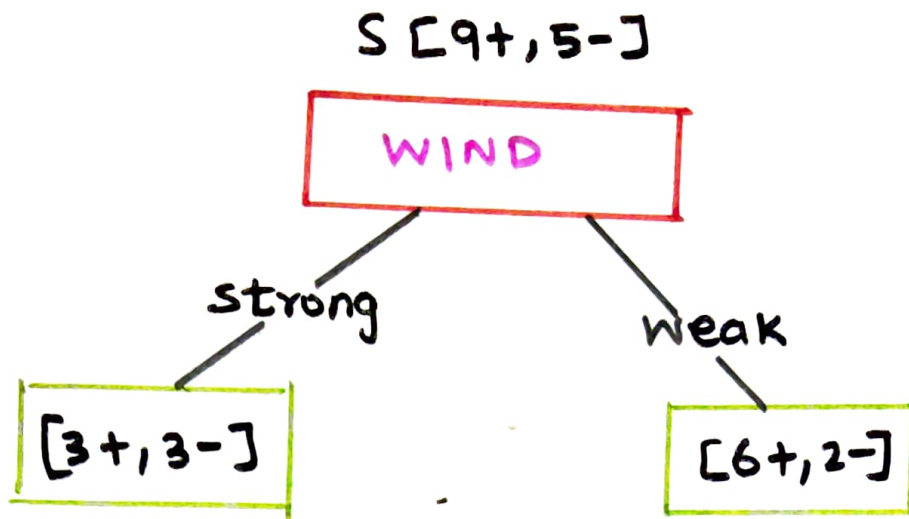 S [9+, 5-]
WIND
strong
Weak
[3+, 3-]
[6+, 2-]